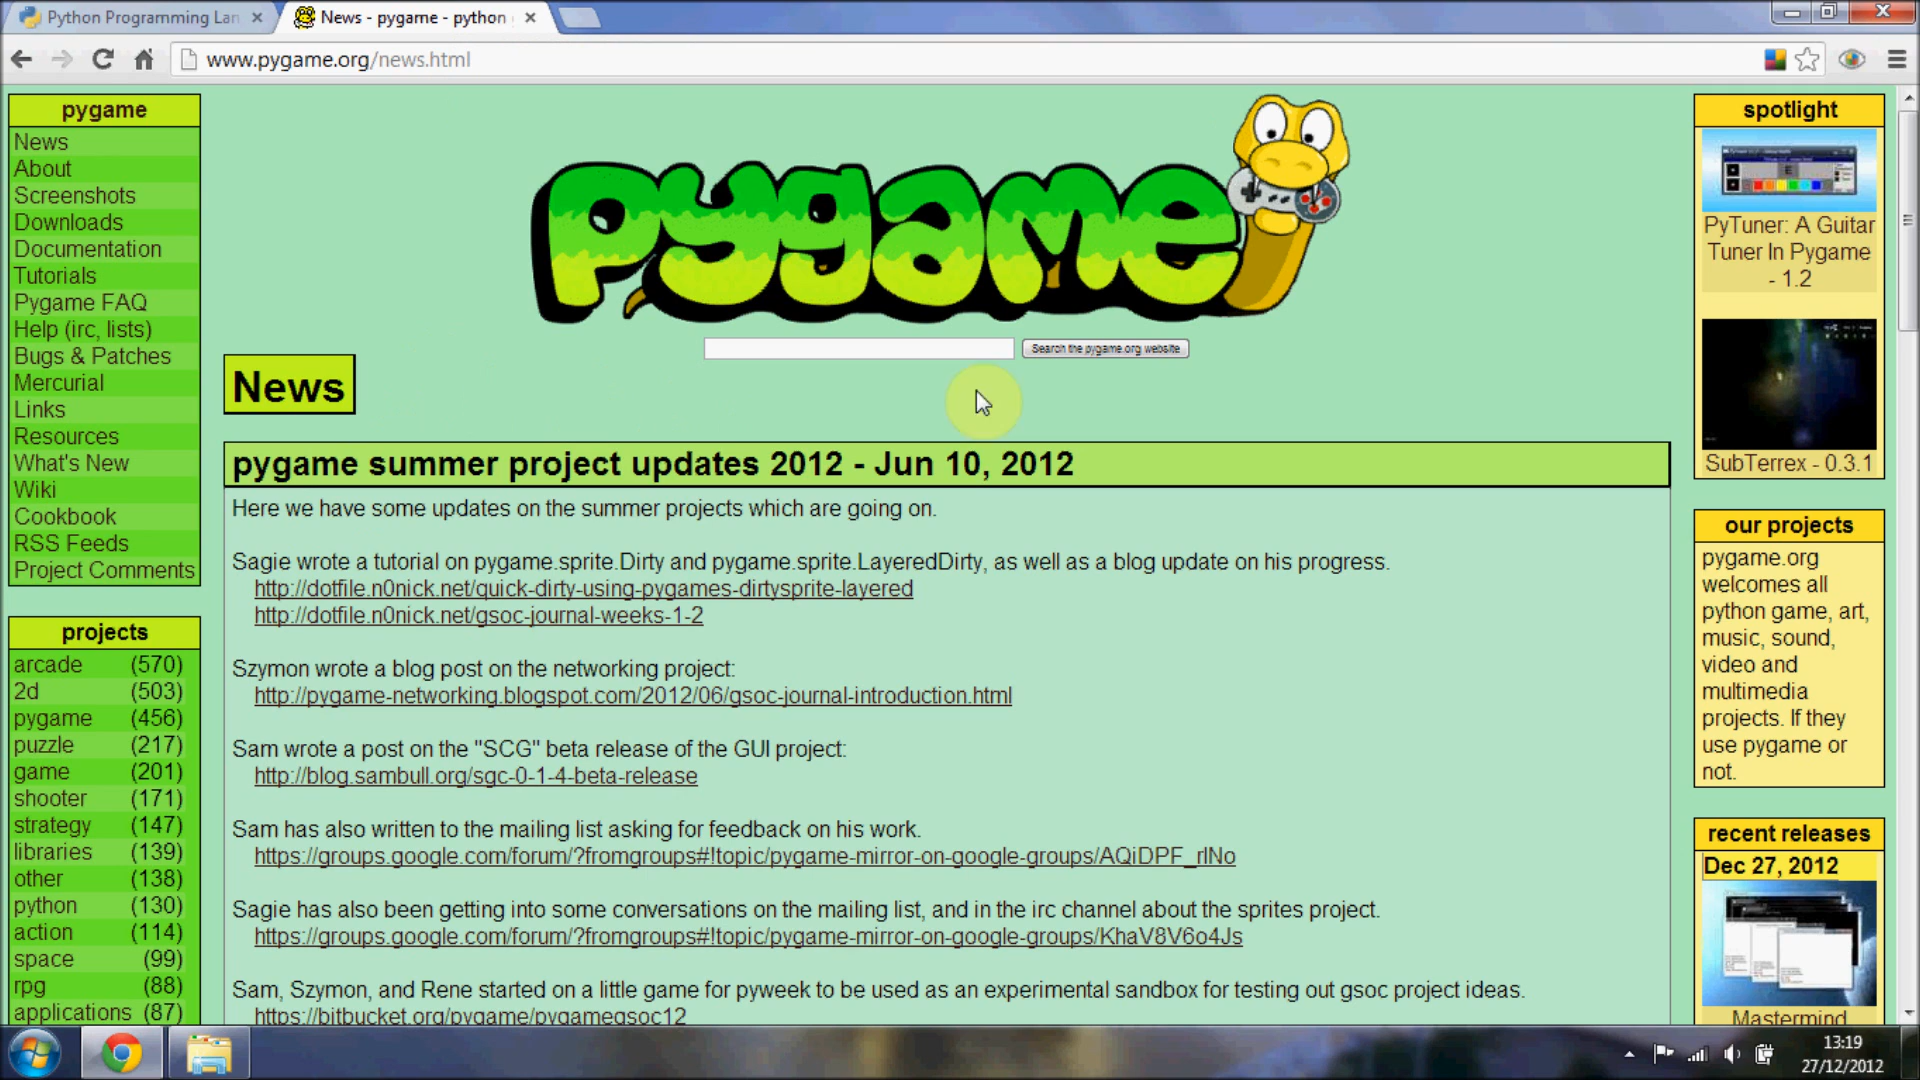 Python Programming Lan
News - pygame - python
www.pygame.org/news.html
pygame
News
About
Screenshots
Downloads
Documentation
Tutorials
Pygame FAQ
Help (irc, lists)
Bugs & Patches
Mercurial
Links
Resources
What's New
Wiki
Cookbook
RSS Feeds
Project Comments
projects
arcade (570)
2d (503)
pygame (456)
puzzle (217)
game (201)
shooter (171)
strategy (147)
libraries (139)
other (138)
python (130)
action (114)
space (99)
rpg (88)
applications (87)
pygame
Search the pygame.org website
News
pygame summer project updates 2012 - Jun 10, 2012
Here we have some updates on the summer projects which are going on.
Sagie wrote a tutorial on pygame.sprite.Dirty and pygame.sprite.LayeredDirty, as well as a blog update on his progress.
http://dotfile.n0nick.net/quick-dirty-using-pygames-dirtysprite-layered
http://dotfile.n0nick.net/gsoc-journal-weeks-1-2
Szymon wrote a blog post on the networking project:
http://pygame-networking.blogspot.com/2012/06/gsoc-journal-introduction.html
Sam wrote a post on the "SCG" beta release of the GUI project:
http://blog.sambull.org/sgc-0-1-4-beta-release
Sam has also written to the mailing list asking for feedback on his work.
https://groups.google.com/forum/?fromgroups#!topic/pygame-mirror-on-google-groups/AQiDPF_rlNo
Sagie has also been getting into some conversations on the mailing list, and in the irc channel about the sprites project.
https://groups.google.com/forum/?fromgroups#!topic/pygame-mirror-on-google-groups/KhaV8V6o4Js
Sam, Szymon, and Rene started on a little game for pyweek to be used as an experimental sandbox for testing out gsoc project ideas.
https://bitbucket.org/pygame/pygamegsoc12
spotlight
PyTuner: A Guitar
Tuner In Pygame
- 1.2
SubTerrex - 0.3.1
our projects
pygame.org
welcomes all
python game, art,
music, sound,
video and
multimedia
projects. If they
use pygame or
not.
recent releases
Dec 27, 2012
Mastermind
13:19
27/12/2012